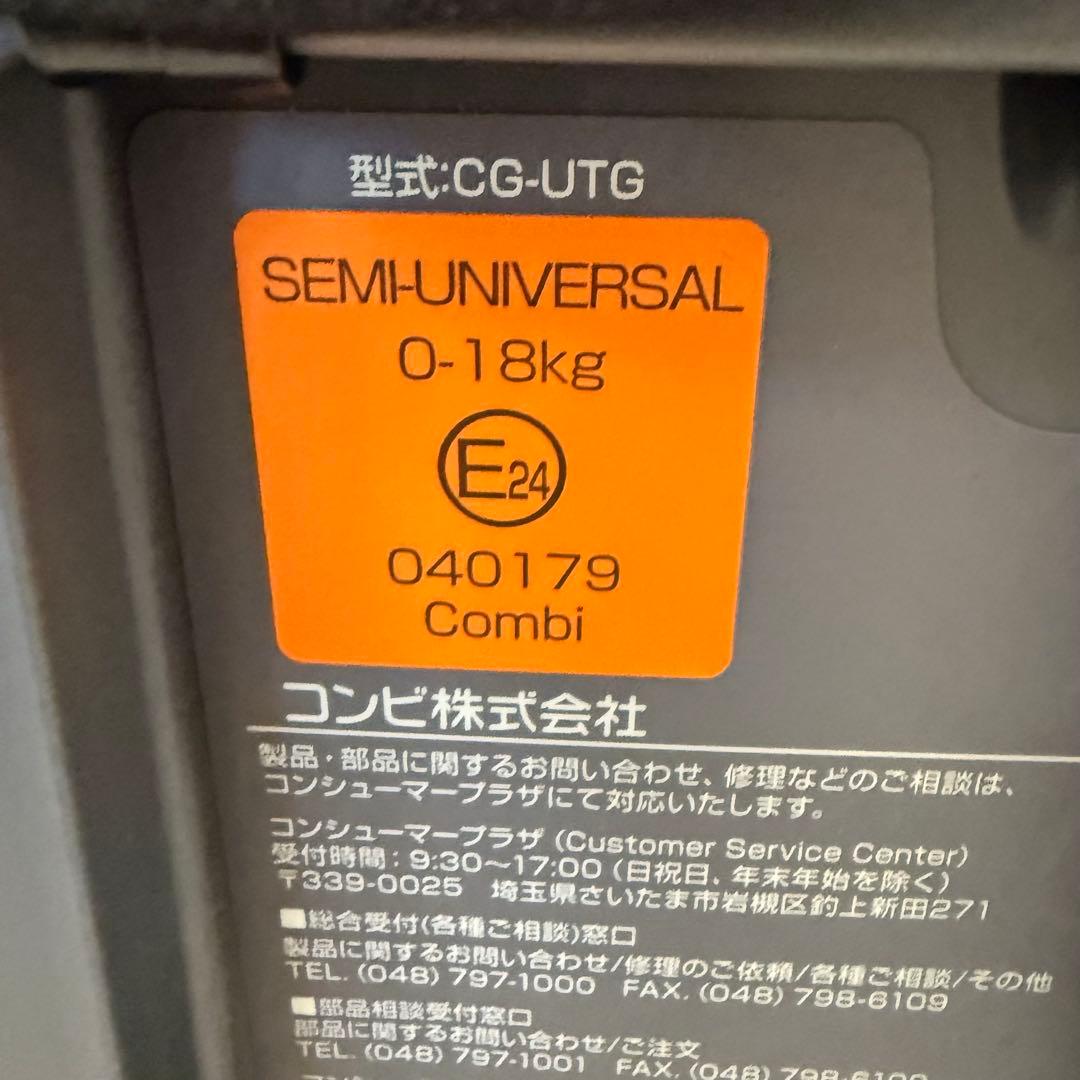 型式:CG-UTG
SEMI-UNIVERSAL
0-18kg
E24
040179
Combi
コンビ株式会社
製品・部品に関するお問い合わせ、修理などのご相談は、
コンシューマープラザにて対応いたします。
コンシューマープラザ (Customer Service Center)
受付時間:9:30～17:00 (日祝日、年末年始を除く)
〒339-0025 埼玉県さいたま市岩槻区釣上新田271
■総合受付(各種ご相談)窓口
製品に関するお問い合わせ/修理のご依頼/各種ご相談/その他
TEL. (048) 797-1000 FAX. (048) 798-6109
■部品相談受付窓口
部品に関するお問い合わせ/ご注文
TEL. (048) 797-1001 FAX. (048)